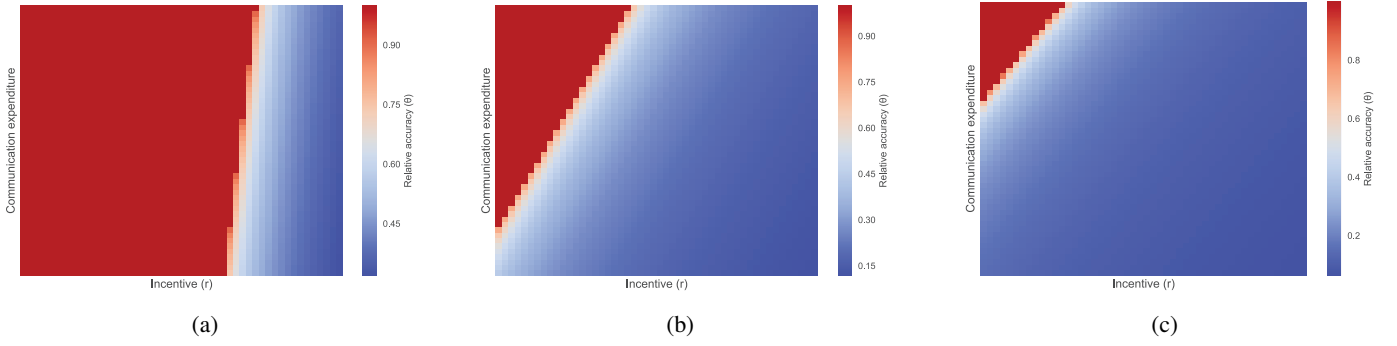 Communication expenditure
Incentive (r)
0.90
0.75
0.60
0.45
Relative accuracy (θ)
(a)
Communication expenditure
Incentive (r)
0.90
0.75
0.60
0.45
0.30
0.15
Relative accuracy (θ)
(b)
Communication expenditure
Incentive (r)
0.8
0.6
0.4
0.2
Relative accuracy (θ)
(c)